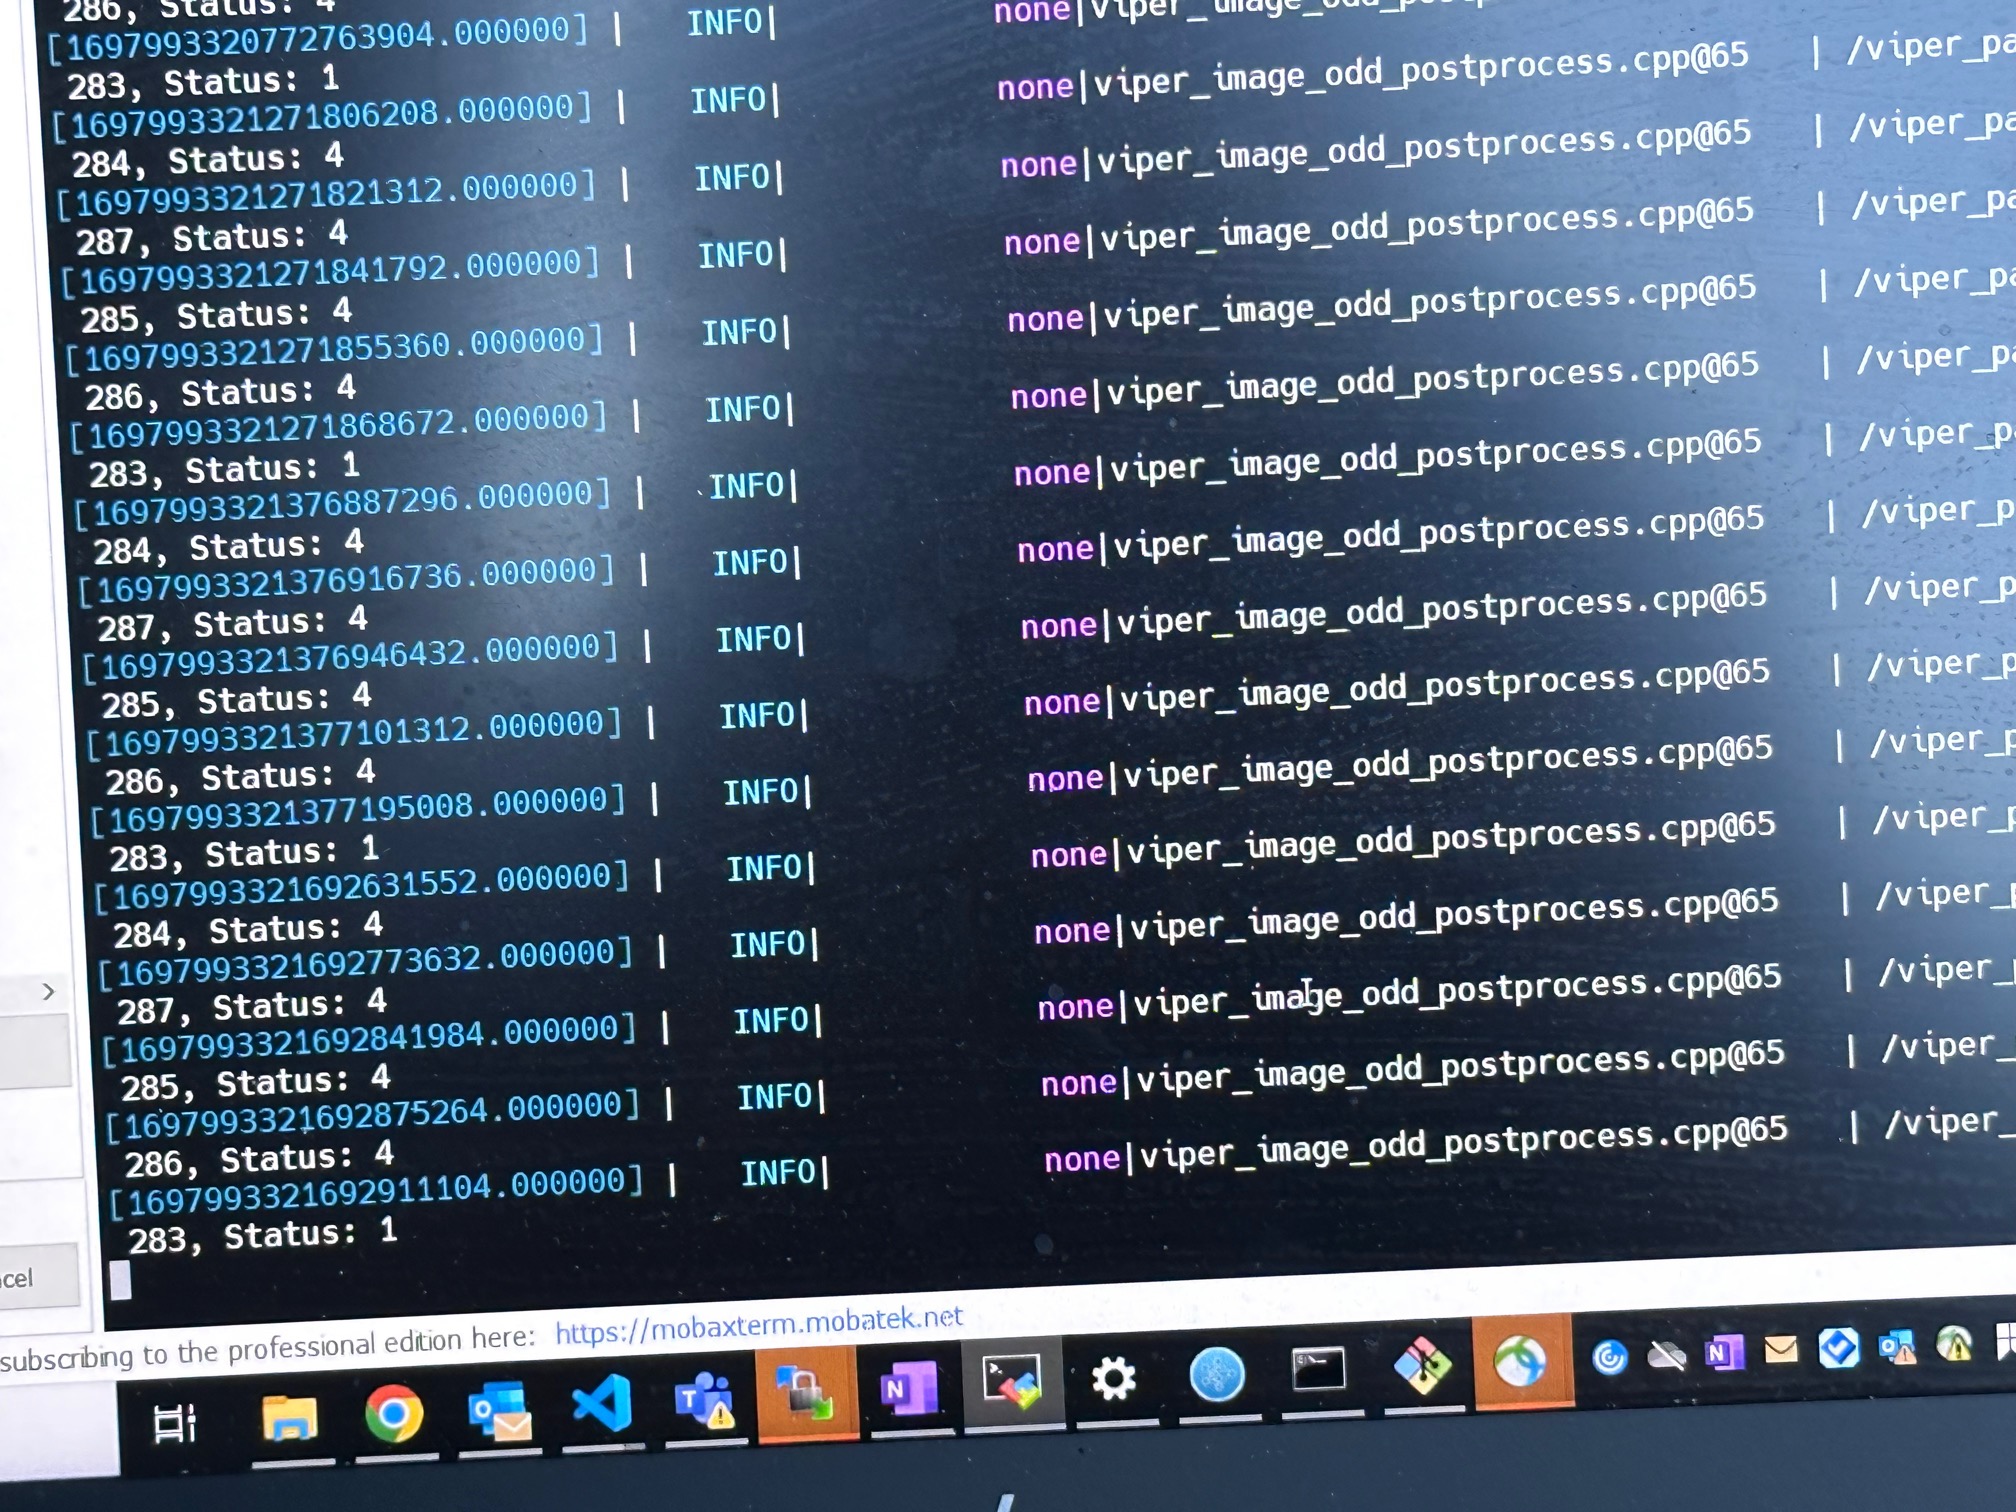 286, Status: 4
[1697993320772763904.000000] | INFO| none|viper_image_odd_postprocess.cpp@65 | /viper_pa
283, Status: 1
[1697993321271806208.000000] | INFO| none|viper_image_odd_postprocess.cpp@65 | /viper_pa
284, Status: 4
[1697993321271821312.000000] | INFO| none|viper_image_odd_postprocess.cpp@65 | /viper_pa
287, Status: 4
[1697993321271841792.000000] | INFO| none|viper_image_odd_postprocess.cpp@65 | /viper_pa
285, Status: 4
[1697993321271855360.000000] | INFO| none|viper_image_odd_postprocess.cpp@65 | /viper_pa
286, Status: 4
[1697993321271868672.000000] | INFO| none|viper_image_odd_postprocess.cpp@65 | /viper_p
283, Status: 1
[1697993321376887296.000000] | INFO| none|viper_image_odd_postprocess.cpp@65 | /viper_p
284, Status: 4
[1697993321376916736.000000] | INFO| none|viper_image_odd_postprocess.cpp@65 | /viper_p
287, Status: 4
[1697993321376946432.000000] | INFO| none|viper_image_odd_postprocess.cpp@65 | /viper_p
285, Status: 4
[1697993321377101312.000000] | INFO| none|viper_image_odd_postprocess.cpp@65 | /viper_p
286, Status: 4
[1697993321377195008.000000] | INFO| none|viper_image_odd_postprocess.cpp@65 | /viper_p
283, Status: 1
[1697993321692631552.000000] | INFO| none|viper_image_odd_postprocess.cpp@65 | /viper_p
284, Status: 4
[1697993321692773632.000000] | INFO| none|viper_image_odd_postprocess.cpp@65 | /viper_
287, Status: 4
[1697993321692841984.000000] | INFO| none|viper_image_odd_postprocess.cpp@65 | /viper_
285, Status: 4
[1697993321692875264.000000] | INFO| none|viper_image_odd_postprocess.cpp@65 | /viper_
286, Status: 4
[1697993321692911104.000000] | INFO| none|viper_image_odd_postprocess.cpp@65 | /viper_
283, Status: 1
cel
subscribing to the professional edition here: https://mobaxterm.mobatek.net